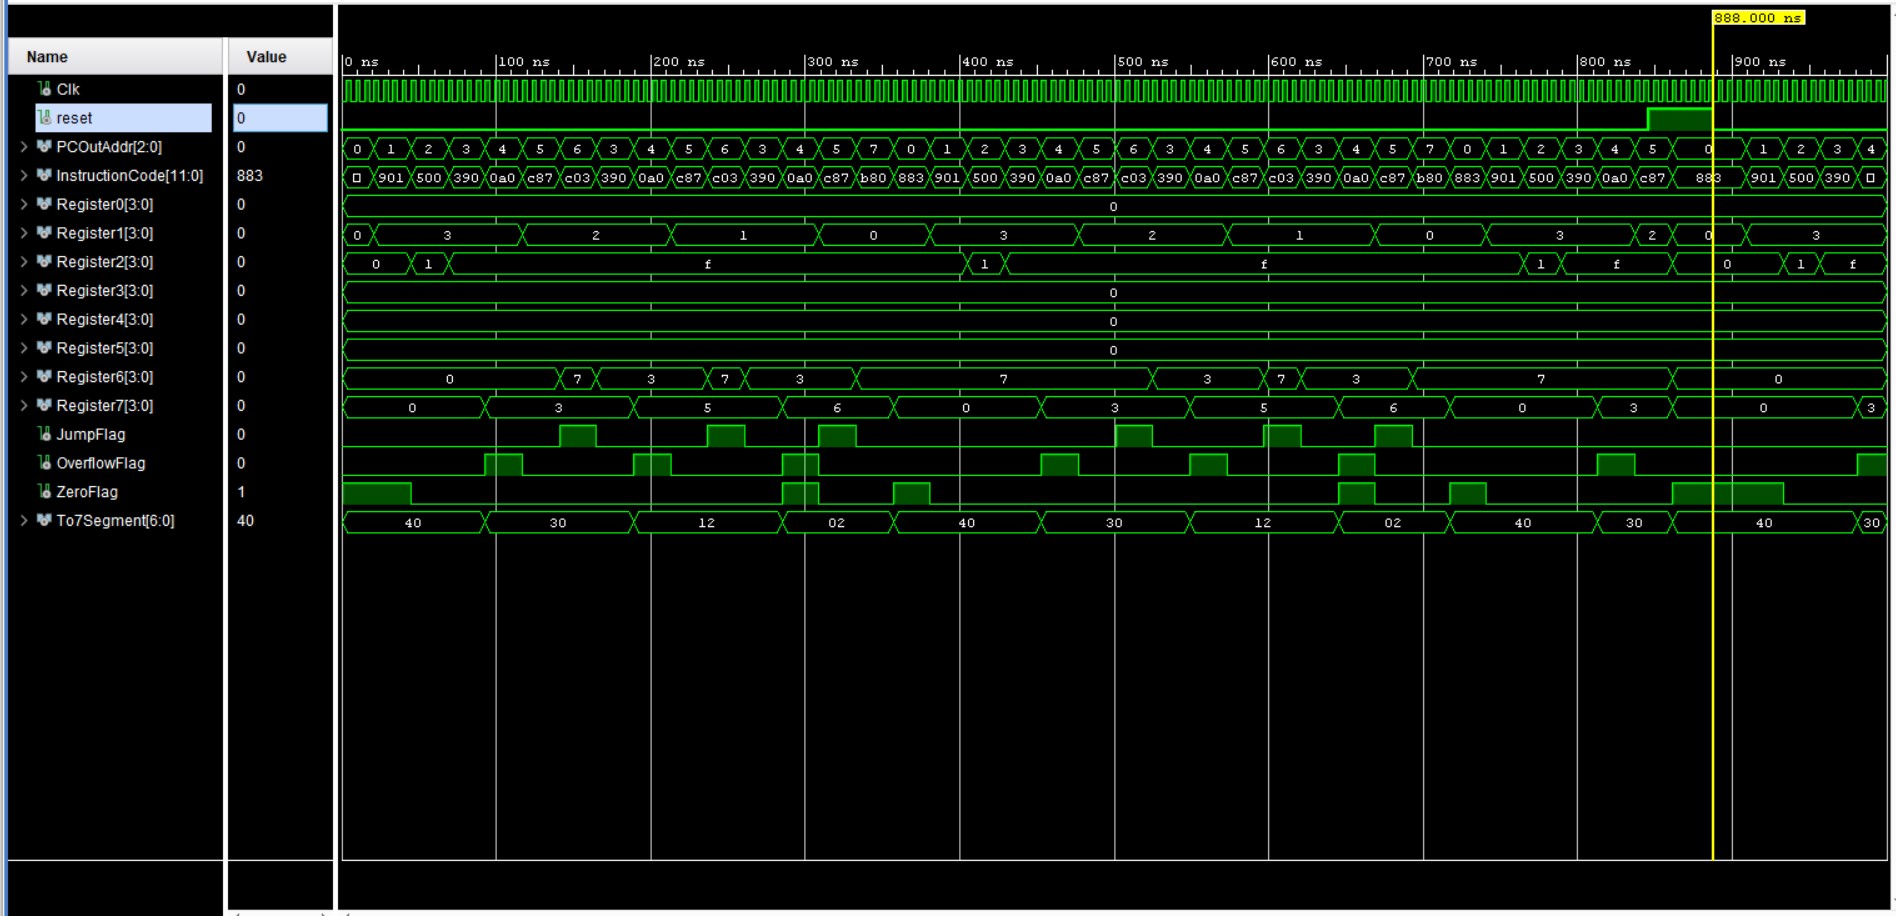 888.000 ns
Name Value 0 ns 100 ns 200 ns 300 ns 400 ns 500 ns 600 ns 700 ns 800 ns 900 ns
Clk 0
reset 0
PCOutAddr[2:0] 0 0 1 2 3 4 5 6 3 4 5 6 3 4 5 7 0 1 2 3 4 5 6 3 4 5 6 3 4 5 7 0 1 2 3 4 5 0 1 2 3 4
InstructionCode[11:0] 883 901 500 390 0a0 c87 c03 390 0a0 c87 c03 390 0a0 c87 b80 883 901 500 390 0a0 c87 c03 390 0a0 c87 c03 390 0a0 c87 b80 883 901 500 390 0a0 c87 883 901 500 390
Register0[3:0] 0 0
Register1[3:0] 0 0 3 2 1 0 3 2 1 0 3 2 0 3
Register2[3:0] 0 0 1 f 1 f 1 f 0 1 f
Register3[3:0] 0 0
Register4[3:0] 0 0
Register5[3:0] 0 0
Register6[3:0] 0 0 7 3 7 3 7 3 7 3 7 0
Register7[3:0] 0 0 3 5 6 0 3 5 6 0 3 0 3
JumpFlag 0
OverflowFlag 0
ZeroFlag 1
To7Segment[6:0] 40 40 30 12 02 40 30 12 02 40 30 40 30